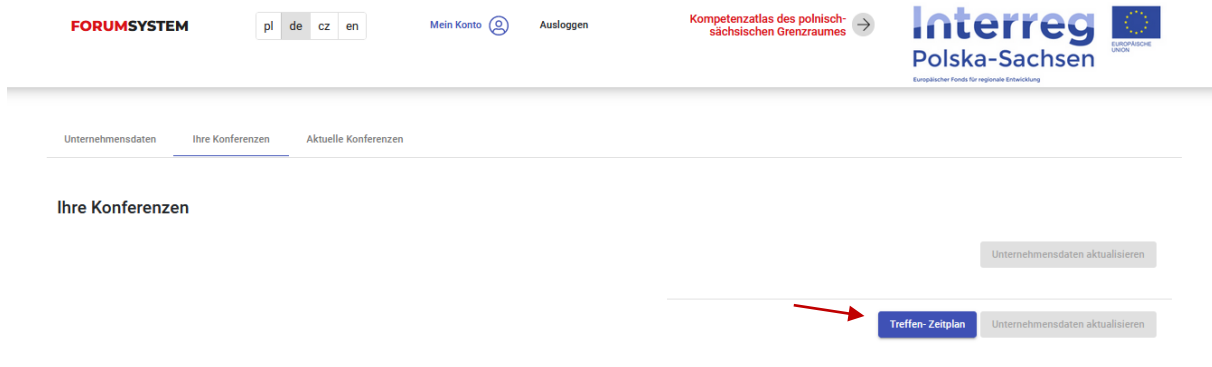 FORUMSYSTEM
pl de cz en
Mein Konto
Ausloggen
Kompetenzatlas des polnisch-
sächsischen Grenzraumes
Interreg
Polska-Sachsen
Europäischer Fonds für regionale Entwicklung
EUROPÄISCHE
UNION
Unternehmensdaten
Ihre Konferenzen
Aktuelle Konferenzen
Ihre Konferenzen
Unternehmensdaten aktualisieren
Treffen- Zeitplan
Unternehmensdaten aktualisieren